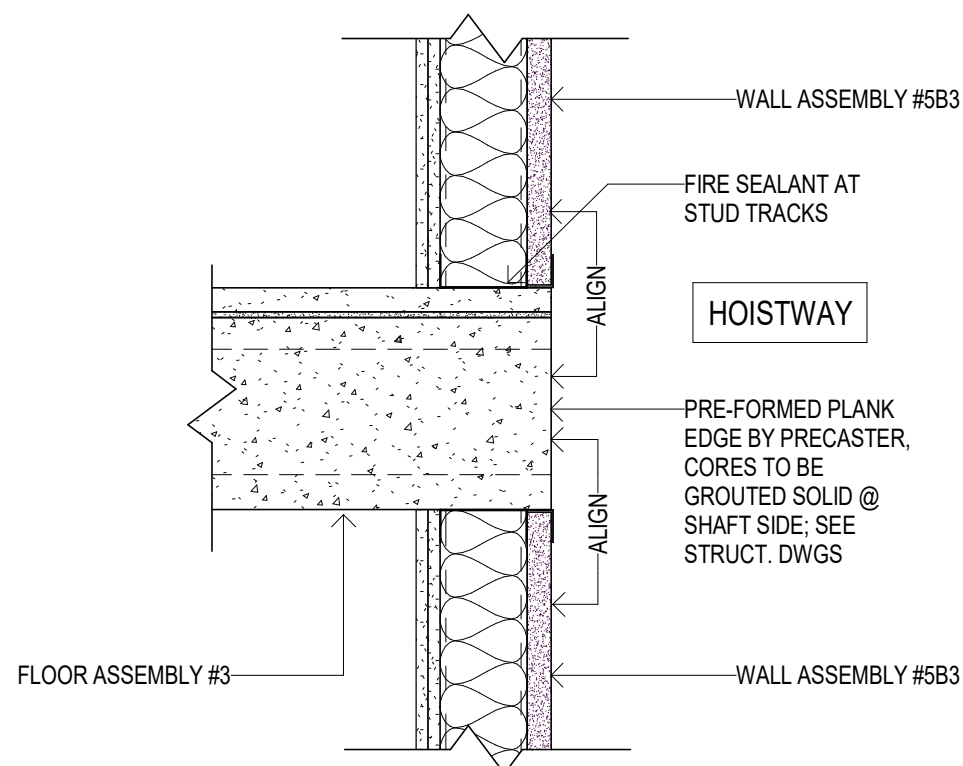 WALL ASSEMBLY #5B3
FIRE SEALANT AT
STUD TRACKS
ALIGN
HOISTWAY
PRE-FORMED PLANK
EDGE BY PRECASTER,
CORES TO BE
GROUTED SOLID @
SHAFT SIDE; SEE
STRUCT. DWGS
ALIGN
FLOOR ASSEMBLY #3
WALL ASSEMBLY #5B3